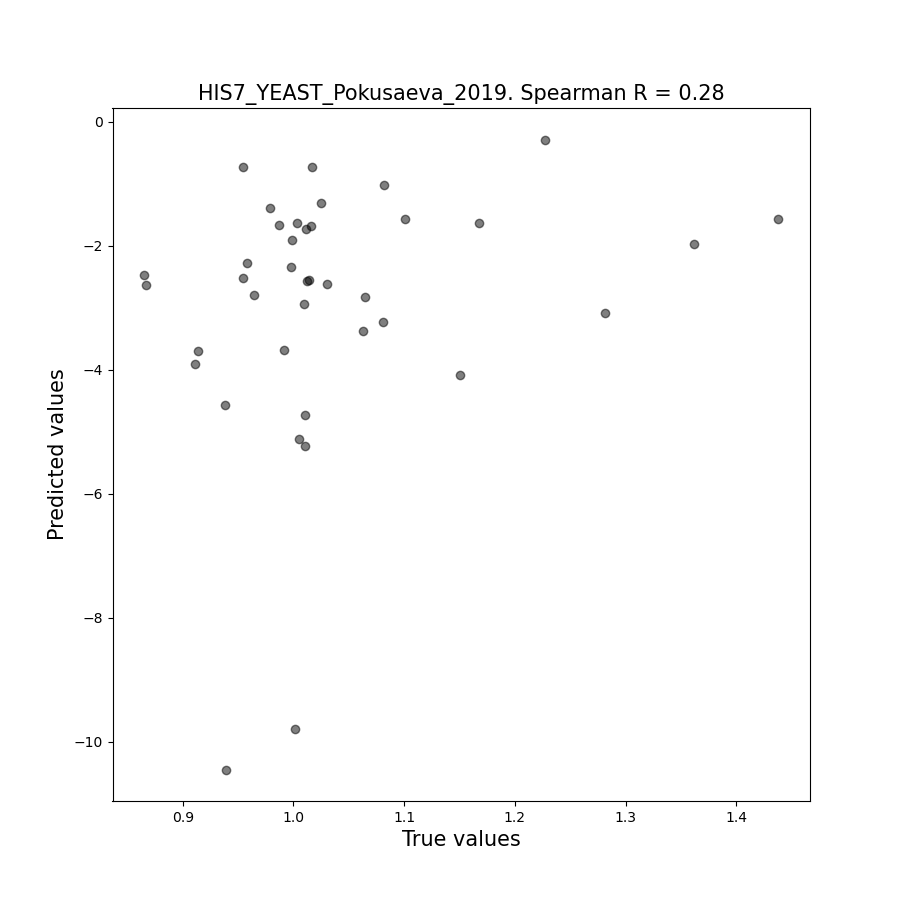 HIS7_YEAST_Pokusaeva_2019. Spearman R = 0.28
0
−2
−4
−6
−8
−10
Predicted values
0.9 1.0 1.1 1.2 1.3 1.4
True values